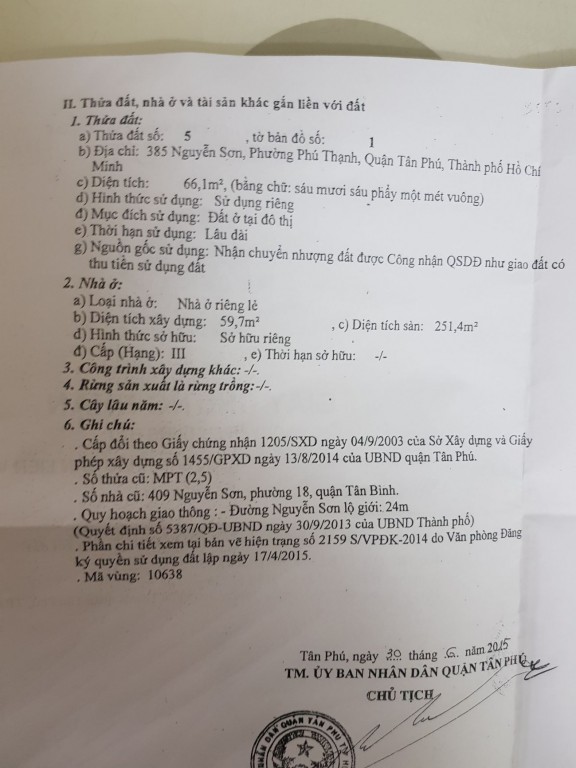 II. Thửa đất, nhà ở và tài sản khác gắn liền với đất
1. Thửa đất:
a) Thửa đất số: 5 , tờ bản đồ số: 1
b) Địa chỉ: 385 Nguyễn Sơn, Phường Phú Thạnh, Quận Tân Phú, Thành phố Hồ Chí
Minh
c) Diện tích: 66,1m², (bằng chữ: sáu mươi sáu phẩy một mét vuông)
d) Hình thức sử dụng: Sử dụng riêng
đ) Mục đích sử dụng: Đất ở tại đô thị
e) Thời hạn sử dụng: Lâu dài
g) Nguồn gốc sử dụng: Nhận chuyển nhượng đất được Công nhận QSDĐ như giao đất có
thu tiền sử dụng đất
2. Nhà ở:
a) Loại nhà ở: Nhà ở riêng lẻ
b) Diện tích xây dựng: 59,7m² , c) Diện tích sàn: 251,4m²
d) Hình thức sở hữu: Sở hữu riêng
đ) Cấp (Hạng): III , e) Thời hạn sở hữu: -/-
3. Công trình xây dựng khác: -/-.
4. Rừng sản xuất là rừng trồng:-/-.
5. Cây lâu năm: -/-.
6. Ghi chú:
. Cấp đổi theo Giấy chứng nhận 1205/SXD ngày 04/9/2003 của Sở Xây dựng và Giấy
phép xây dựng số 1455/GPXD ngày 13/8/2014 của UBND quận Tân Phú.
. Số thửa cũ: MPT (2,5)
. Số nhà cũ: 409 Nguyễn Sơn, phường 18, quận Tân Bình.
. Quy hoạch giao thông : - Đường Nguyễn Sơn lộ giới: 24m
(Quyết định số 5387/QĐ-UBND ngày 30/9/2013 của UBND Thành phố)
. Phần chi tiết xem tại bản vẽ hiện trạng số 2159 S/VPĐK-2014 do Văn phòng Đăng
ký quyền sử dụng đất lập ngày 17/4/2015.
. Mã vùng: 10638
Tân Phú, ngày 30 tháng 6 năm 2015
TM. ỦY BAN NHÂN DÂN QUẬN TÂN PHÚ
CHỦ TỊCH
NHÂN DÂN QUẬN TÂN PHÚ